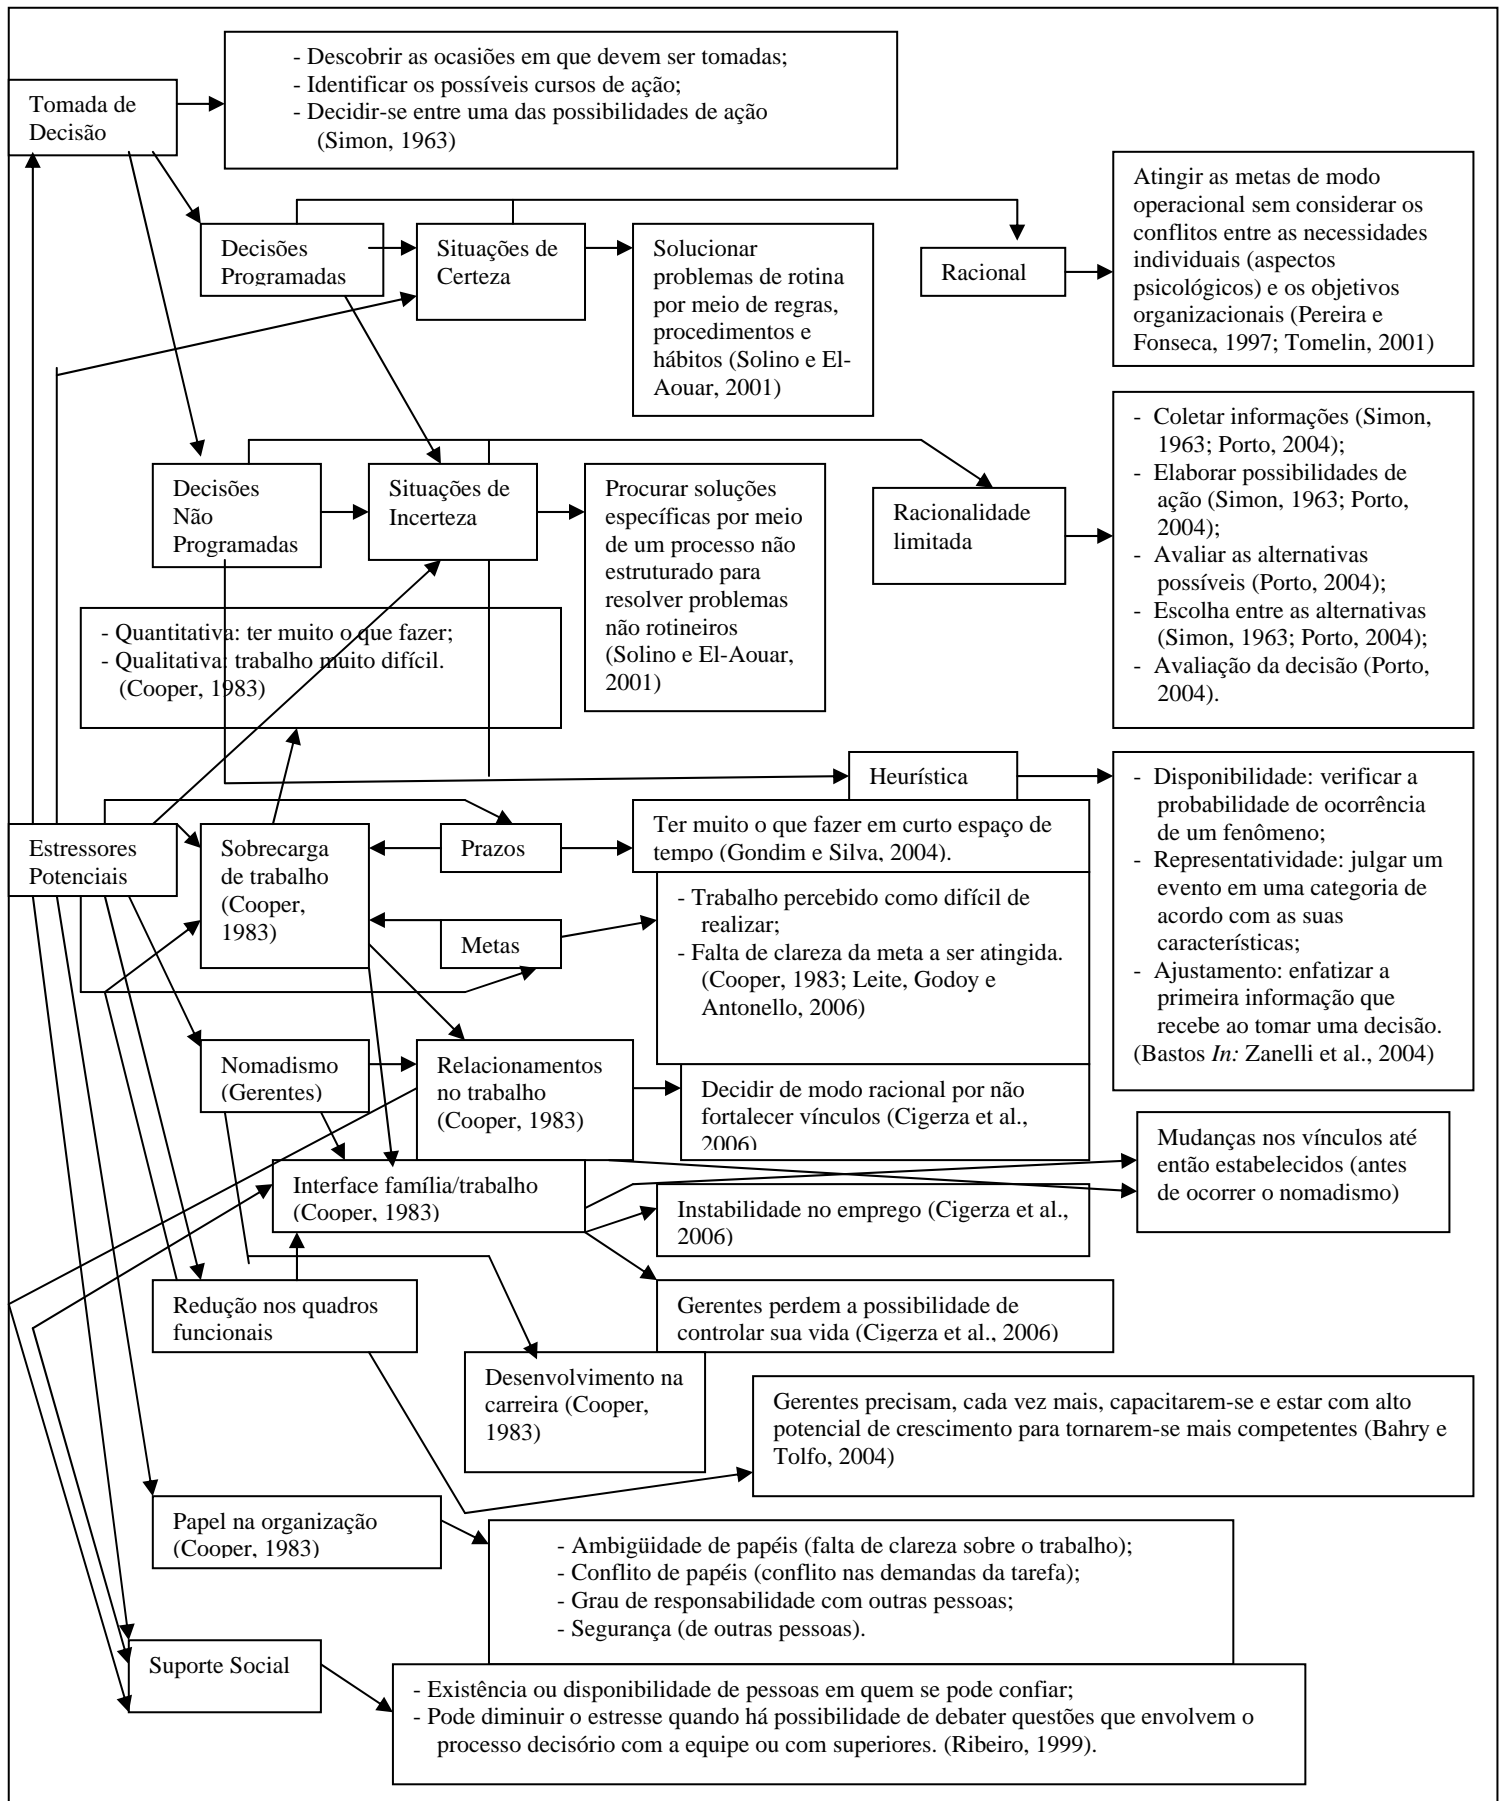 - Descobrir as ocasiões em que devem ser tomadas;
- Identificar os possíveis cursos de ação;
- Decidir-se entre uma das possibilidades de ação
(Simon, 1963)
Tomada de
Decisão
Atingir as metas de modo
operacional sem considerar os
conflitos entre as necessidades
individuais (aspectos
psicológicos) e os objetivos
organizacionais (Pereira e
Fonseca, 1997; Tomelin, 2001)
Decisões
Programadas
Situações de
Certeza
Solucionar
problemas de rotina
por meio de regras,
procedimentos e
hábitos (Solino e El-
Aouar, 2001)
Racional
- Coletar informações (Simon,
1963; Porto, 2004);
- Elaborar possibilidades de
ação (Simon, 1963; Porto,
2004);
- Avaliar as alternativas
possíveis (Porto, 2004);
- Escolha entre as alternativas
(Simon, 1963; Porto, 2004);
- Avaliação da decisão (Porto,
2004).
Decisões
Não
Programadas
Situações de
Incerteza
Procurar soluções
específicas por meio
de um processo não
estruturado para
resolver problemas
não rotineiros
(Solino e El-Aouar,
2001)
Racionalidade
limitada
- Quantitativa: ter muito o que fazer;
- Qualitativa: trabalho muito difícil.
(Cooper, 1983)
Heurística
- Disponibilidade: verificar a
probabilidade de ocorrência
de um fenômeno;
- Representatividade: julgar um
evento em uma categoria de
acordo com as suas
características;
- Ajustamento: enfatizar a
primeira informação que
recebe ao tomar uma decisão.
(Bastos In: Zanelli et al., 2004)
Estressores
Potenciais
Sobrecarga
de trabalho
(Cooper,
1983)
Prazos
Ter muito o que fazer em curto espaço de
tempo (Gondim e Silva, 2004).
Metas
- Trabalho percebido como difícil de
realizar;
- Falta de clareza da meta a ser atingida.
(Cooper, 1983; Leite, Godoy e
Antonello, 2006)
Nomadismo
(Gerentes)
Relacionamentos
no trabalho
(Cooper, 1983)
Decidir de modo racional por não
fortalecer vínculos (Cigerza et al.,
2006)
Mudanças nos vínculos até
então estabelecidos (antes
de ocorrer o nomadismo)
Interface família/trabalho
(Cooper, 1983)
Instabilidade no emprego (Cigerza et al.,
2006)
Redução nos quadros
funcionais
Gerentes perdem a possibilidade de
controlar sua vida (Cigerza et al., 2006)
Desenvolvimento na
carreira (Cooper,
1983)
Gerentes precisam, cada vez mais, capacitarem-se e estar com alto
potencial de crescimento para tornarem-se mais competentes (Bahry e
Tolfo, 2004)
Papel na organização
(Cooper, 1983)
- Ambigüidade de papéis (falta de clareza sobre o trabalho);
- Conflito de papéis (conflito nas demandas da tarefa);
- Grau de responsabilidade com outras pessoas;
- Segurança (de outras pessoas).
Suporte Social
- Existência ou disponibilidade de pessoas em quem se pode confiar;
- Pode diminuir o estresse quando há possibilidade de debater questões que envolvem o
processo decisório com a equipe ou com superiores. (Ribeiro, 1999).